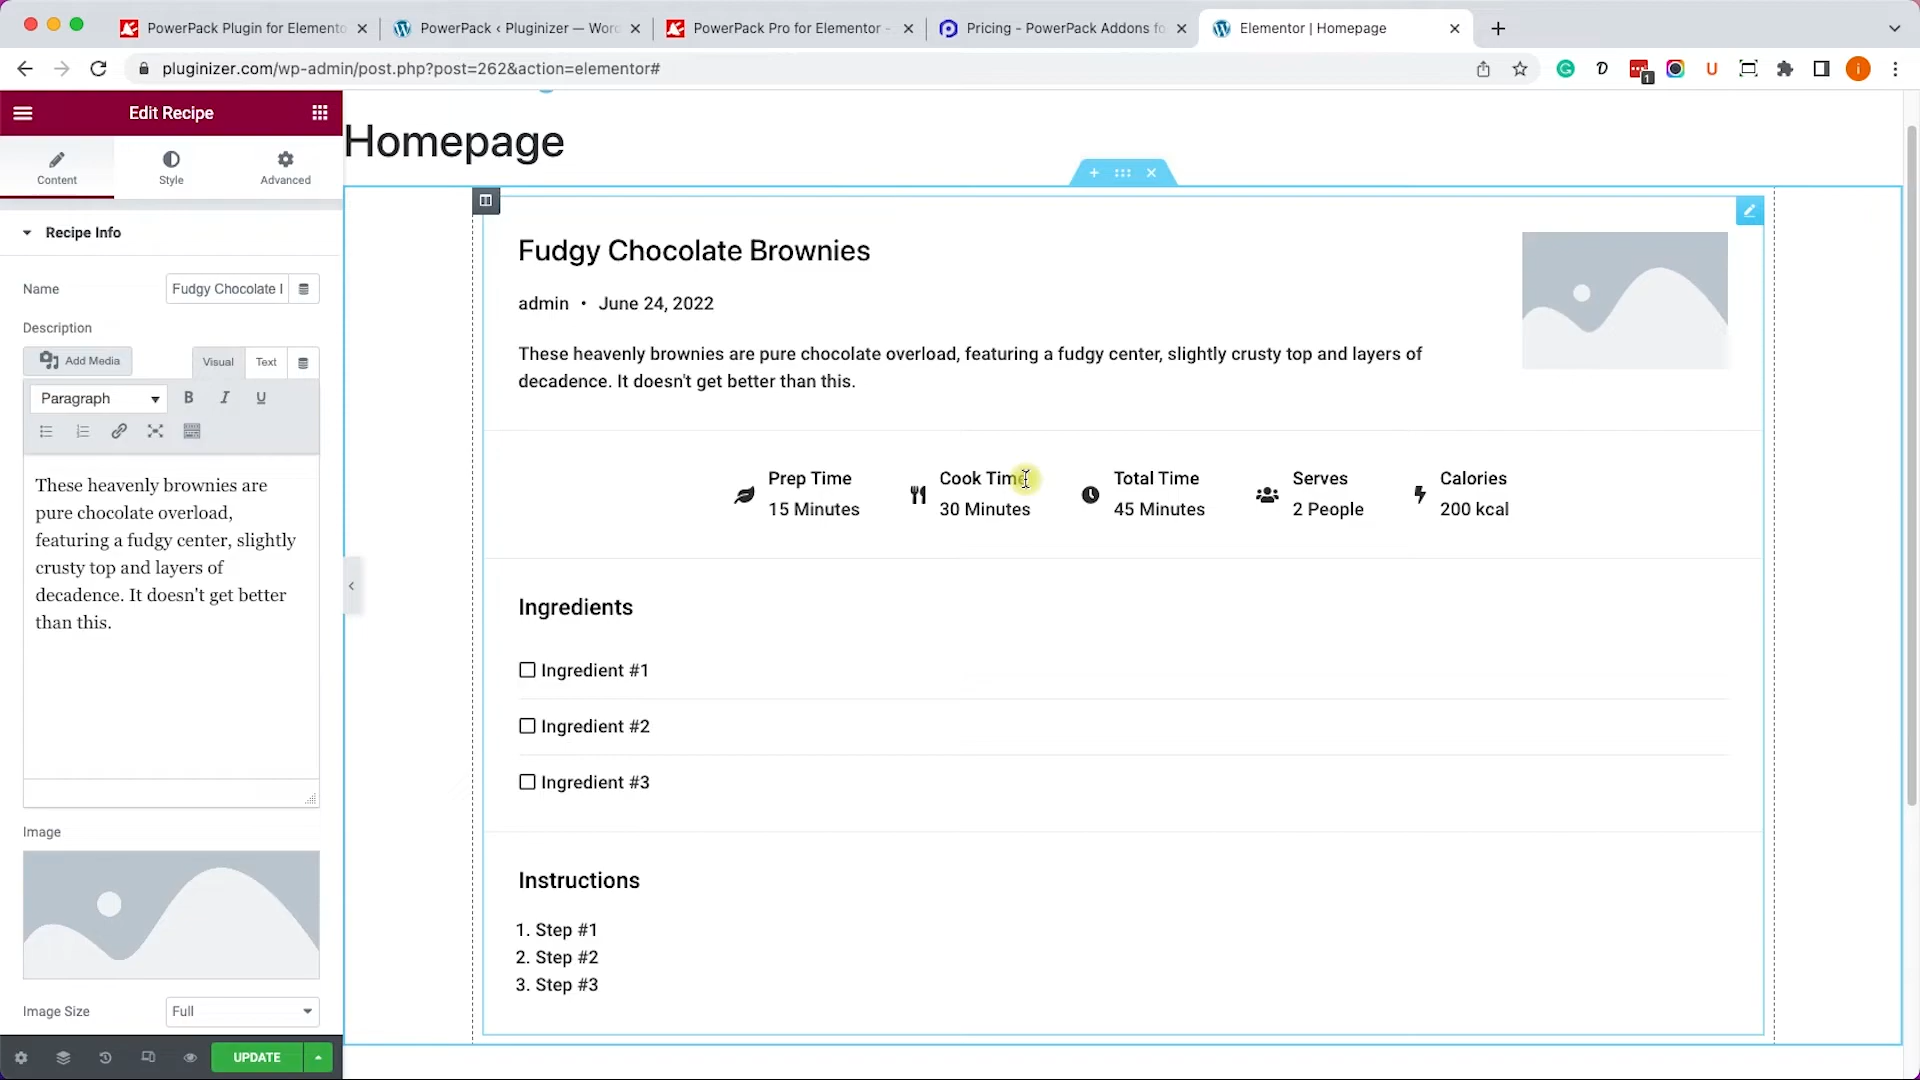 PowerPack Plugin for Elemento
PowerPack ‹ Pluginizer — Word
PowerPack Pro for Elementor -
Pricing - PowerPack Addons fo
Elementor | Homepage
pluginizer.com/wp-admin/post.php?post=262&action=elementor#
1
U
i
Edit Recipe
Content
Style
Advanced
Recipe Info
Name
Fudgy Chocolate
Description
Add Media
Visual
Text
Paragraph
B
I
U
These heavenly brownies are
pure chocolate overload,
featuring a fudgy center, slightly
crusty top and layers of
decadence. It doesn't get better
than this.
Image
Image Size
Full
UPDATE
Homepage
Fudgy Chocolate Brownies
admin • June 24, 2022
These heavenly brownies are pure chocolate overload, featuring a fudgy center, slightly crusty top and layers of
decadence. It doesn't get better than this.
Prep Time
15 Minutes
Cook Time
30 Minutes
Total Time
45 Minutes
Serves
2 People
Calories
200 kcal
Ingredients
Ingredient #1
Ingredient #2
Ingredient #3
Instructions
1. Step #1
2. Step #2
3. Step #3